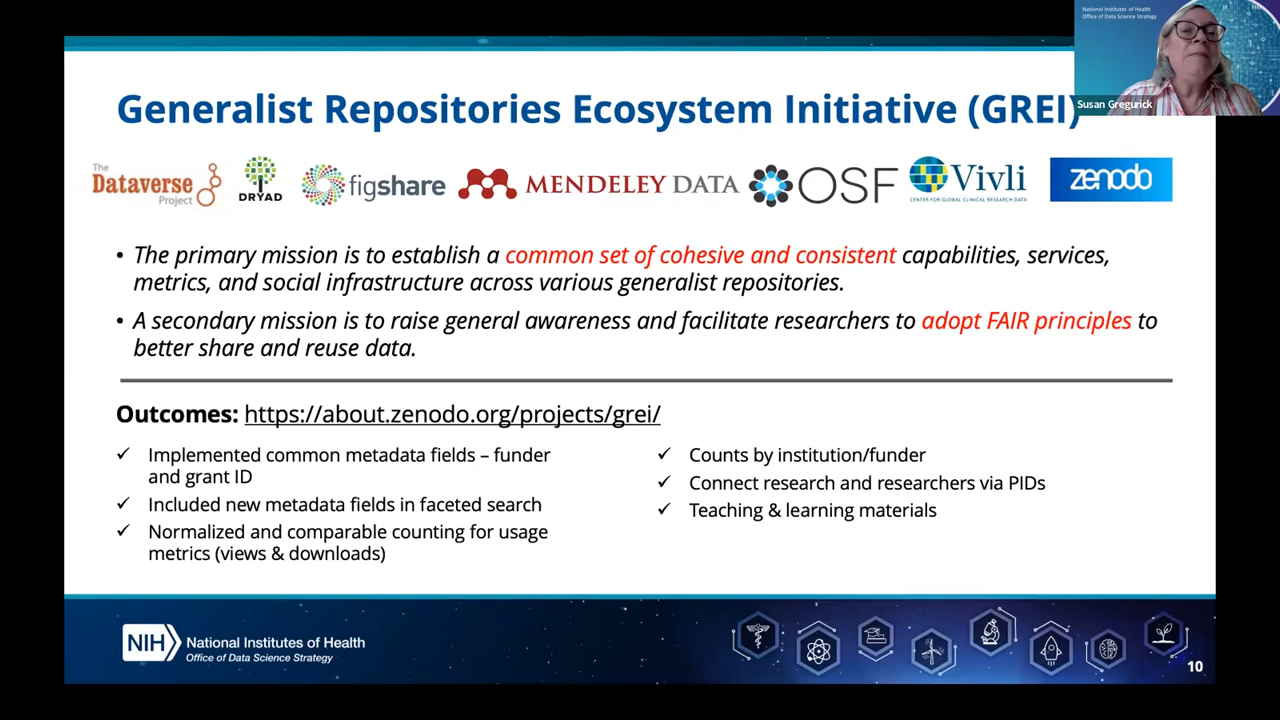 National Institutes of Health
Office of Data Science Strategy
Susan Gregurick
Generalist Repositories Ecosystem Initiative (GREI)
The
Dataverse
Project
DRYAD
figshare
MENDELEY DATA
OSF
Vivli
CENTER FOR GLOBAL CLINICAL RESEARCH DATA
zenodo
• The primary mission is to establish a common set of cohesive and consistent capabilities, services,
metrics, and social infrastructure across various generalist repositories.
• A secondary mission is to raise general awareness and facilitate researchers to adopt FAIR principles to
better share and reuse data.
Outcomes: https://about.zenodo.org/projects/grei/
✓ Implemented common metadata fields – funder
and grant ID
✓ Included new metadata fields in faceted search
✓ Normalized and comparable counting for usage
metrics (views & downloads)
✓ Counts by institution/funder
✓ Connect research and researchers via PIDs
✓ Teaching & learning materials
NIH
National Institutes of Health
Office of Data Science Strategy
10